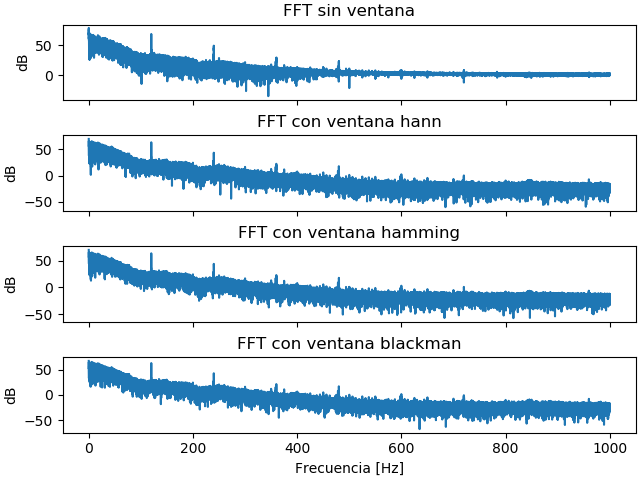 FFT sin ventana
50
0
dB
FFT con ventana hann
50
0
−50
dB
FFT con ventana hamming
50
0
−50
dB
FFT con ventana blackman
50
0
−50
dB
0 200 400 600 800 1000
Frecuencia [Hz]